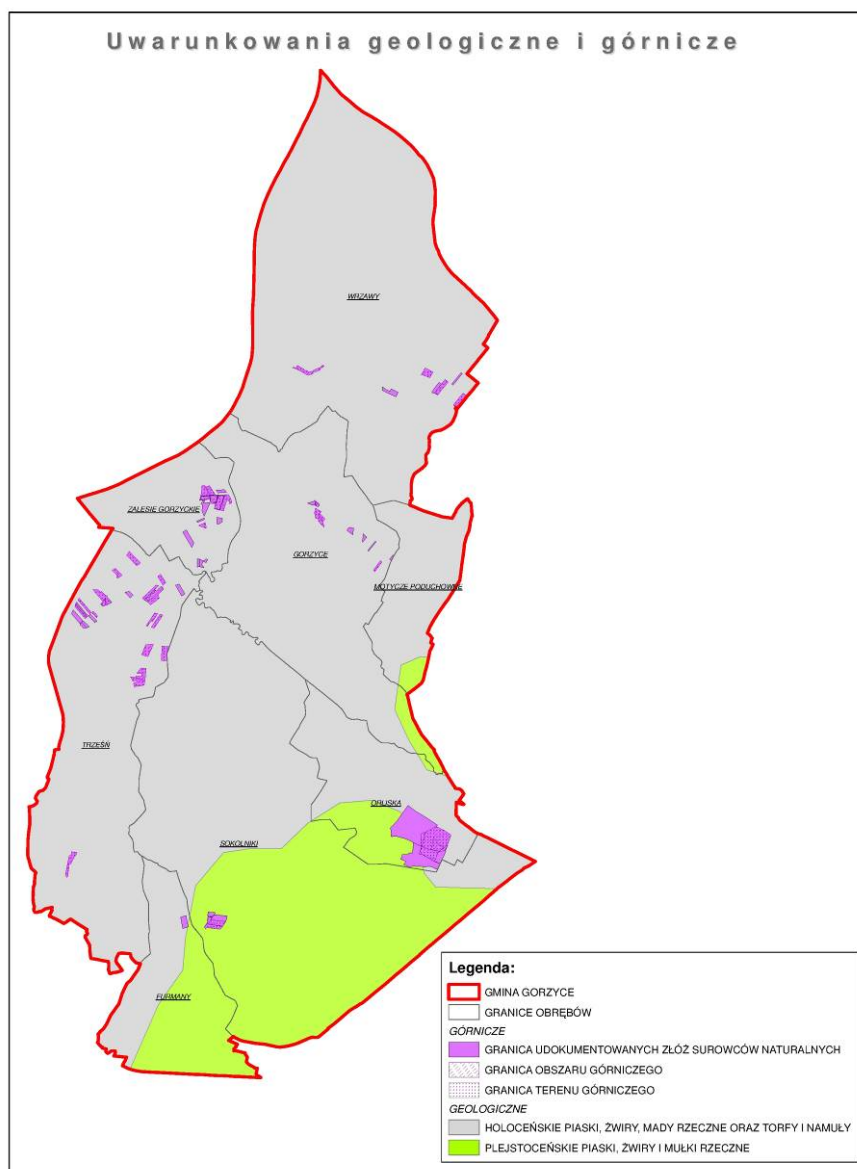 Uwarunkowania geologiczne i górnicze
WRZAWY
ZALESIE GORZYCKIE
GORZYCE
MOTYCZE PODUCHOWNE
TRZEŚŃ
ORLISKA
SOKOLNIKI
FURMANY
Legenda:
GMINA GORZYCE
GRANICE OBRĘBÓW
GÓRNICZE
GRANICA UDOKUMENTOWANYCH ZŁÓŻ SUROWCÓW NATURALNYCH
GRANICA OBSZARU GÓRNICZEGO
GRANICA TERENU GÓRNICZEGO
GEOLOGICZNE
HOLOCEŃSKIE PIASKI, ŻWIRY, MADY RZECZNE ORAZ TORFY I NAMUŁY
PLEJSTOCEŃSKIE PIASKI, ŻWIRY I MUŁKI RZECZNE